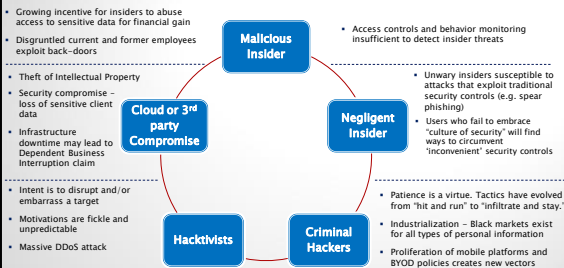 • Growing incentive for insiders to abuse
access to sensitive data for financial gain
• Disgruntled current and former employees
exploit back-doors
Malicious
Insider
• Access controls and behavior monitoring
insufficient to detect insider threats
• Theft of Intellectual Property
• Security compromise –
loss of sensitive client
data
• Infrastructure
downtime may lead to
Dependent Business
Interruption claim
Cloud or 3rd
party
Compromise
Negligent
Insider
• Unwary insiders susceptible to
attacks that exploit traditional
security controls (e.g. spear
phishing)
• Users who fail to embrace
“culture of security” will find
ways to circument
‘inconvenient’ security controls
• Intent is to disrupt and/or
embarrass a target
• Motivations are fickle and
unpredictable
• Massive DDoS attack
Hacktivists
Criminal
Hackers
• Patience is a virtue. Tactics have evolved
from “hit and run” to “infiltrate and stay.”
• Industrialization – Black markets exist
for all types of personal information
• Proliferation of mobile platforms and
BYOD policies creates new vectors